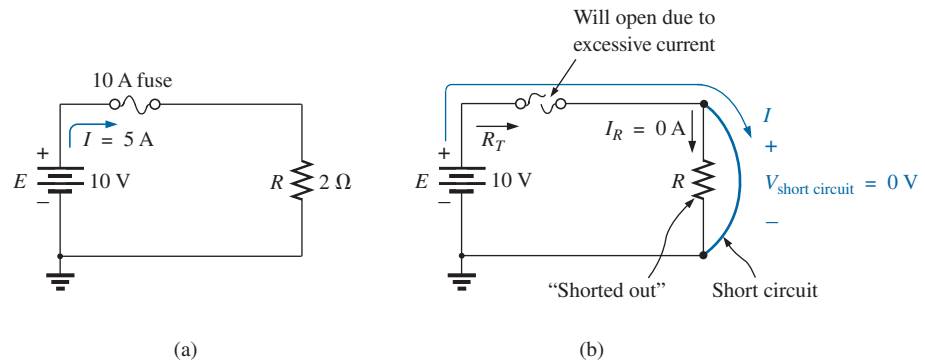 10 A fuse
I = 5 A
+
E
10 V
−
R
2 Ω
(a)
Will open due to
excessive current
R_T
I_R = 0 A
I
+
E
10 V
−
R
+
V_short circuit = 0 V
−
“Shorted out”
Short circuit
(b)